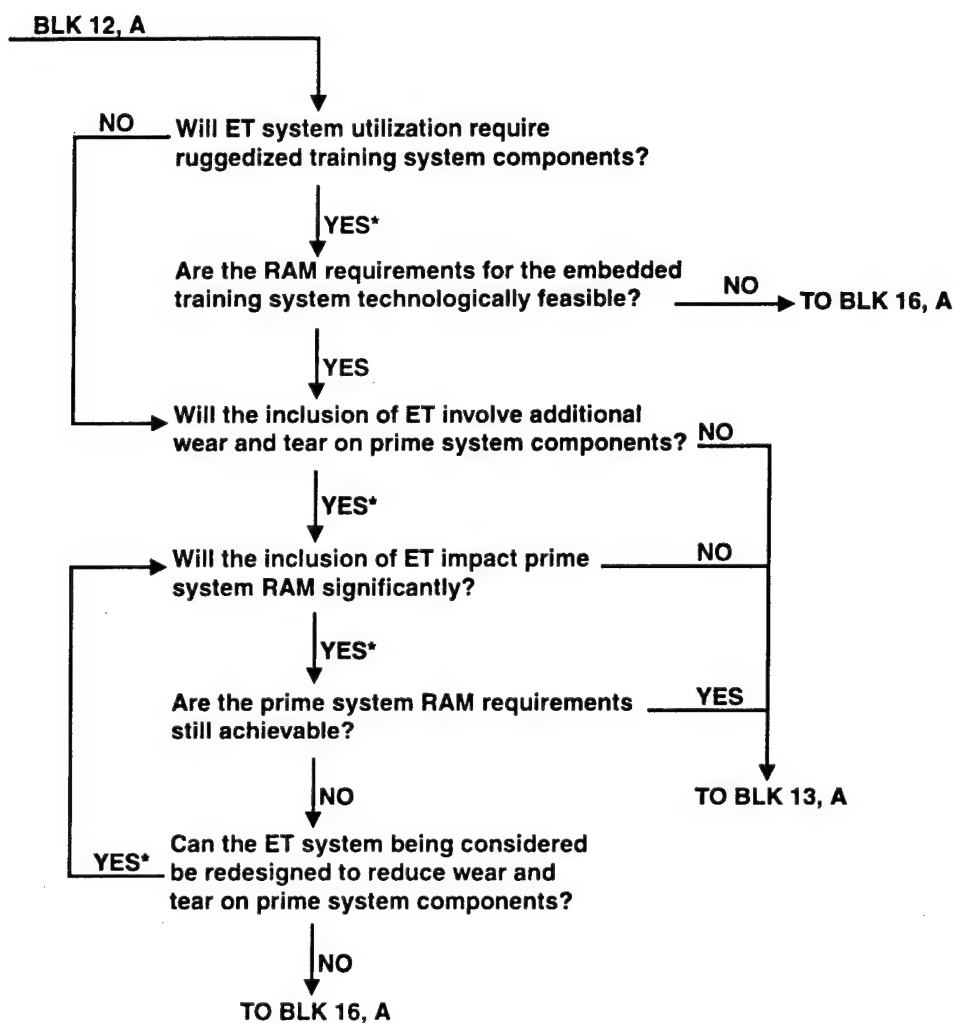 BLK 12, A
NO
Will ET system utilization require
ruggedized training system components?
YES*
Are the RAM requirements for the embedded
training system technologically feasible?
NO
TO BLK 16, A
YES
Will the inclusion of ET involve additional
wear and tear on prime system components?
NO
YES*
Will the inclusion of ET impact prime
system RAM significantly?
NO
YES*
Are the prime system RAM requirements
still achievable?
YES
NO
TO BLK 13, A
Can the ET system being considered
be redesigned to reduce wear and
tear on prime system components?
YES*
NO
TO BLK 16, A